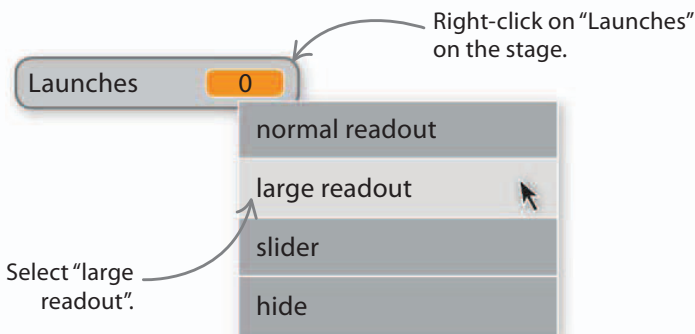 Right-click on “Launches”
on the stage.
Launches 0
normal readout
large readout
slider
hide
Select “large
readout”.